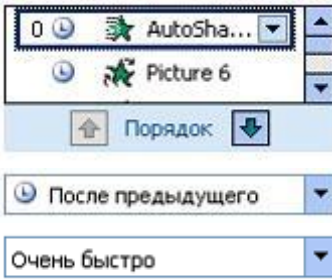 0 AutoSha...
Picture 6
Порядок
После предыдущего
Очень быстро